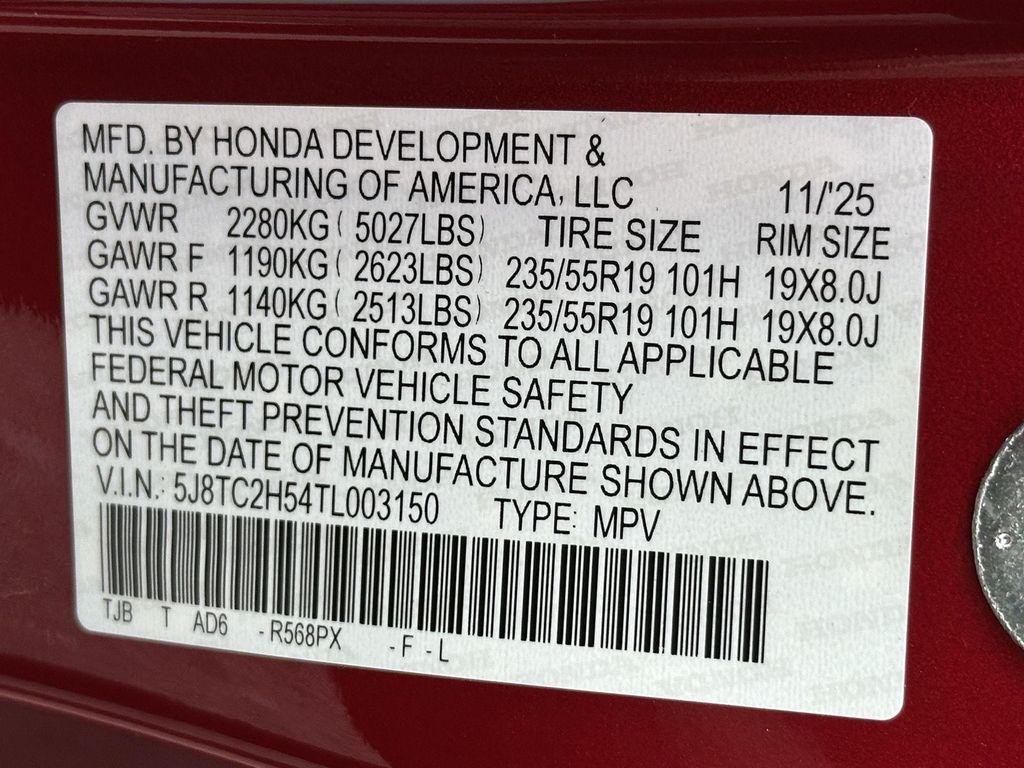 MFD. BY HONDA DEVELOPMENT &
MANUFACTURING OF AMERICA, LLC 11/'25
GVWR 2280KG ( 5027LBS) TIRE SIZE RIM SIZE
GAWR F 1190KG ( 2623LBS) 235/55R19 101H 19X8.0J
GAWR R 1140KG ( 2513LBS) 235/55R19 101H 19X8.0J
THIS VEHICLE CONFORMS TO ALL APPLICABLE
FEDERAL MOTOR VEHICLE SAFETY
AND THEFT PREVENTION STANDARDS IN EFFECT
ON THE DATE OF MANUFACTURE SHOWN ABOVE.
V.I.N.: 5J8TC2H54TL003150 TYPE: MPV
TJB T AD6 -R568PX -F -L